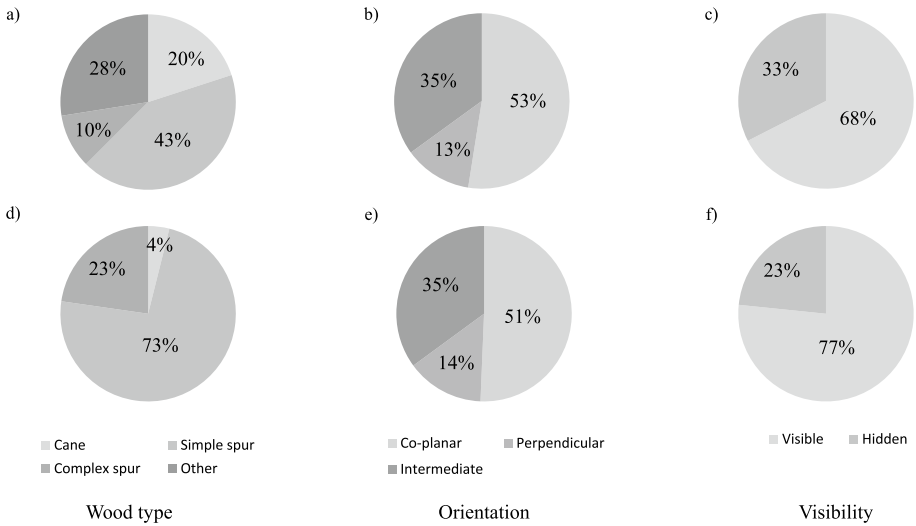 a)
b)
c)
28%
20%
10%
43%
35%
53%
13%
33%
68%
d)
e)
f)
4%
23%
73%
35%
51%
14%
23%
77%
Cane
Simple spur
Complex spur
Other
Co-planar
Perpendicular
Intermediate
Visible
Hidden
Wood type
Orientation
Visibility